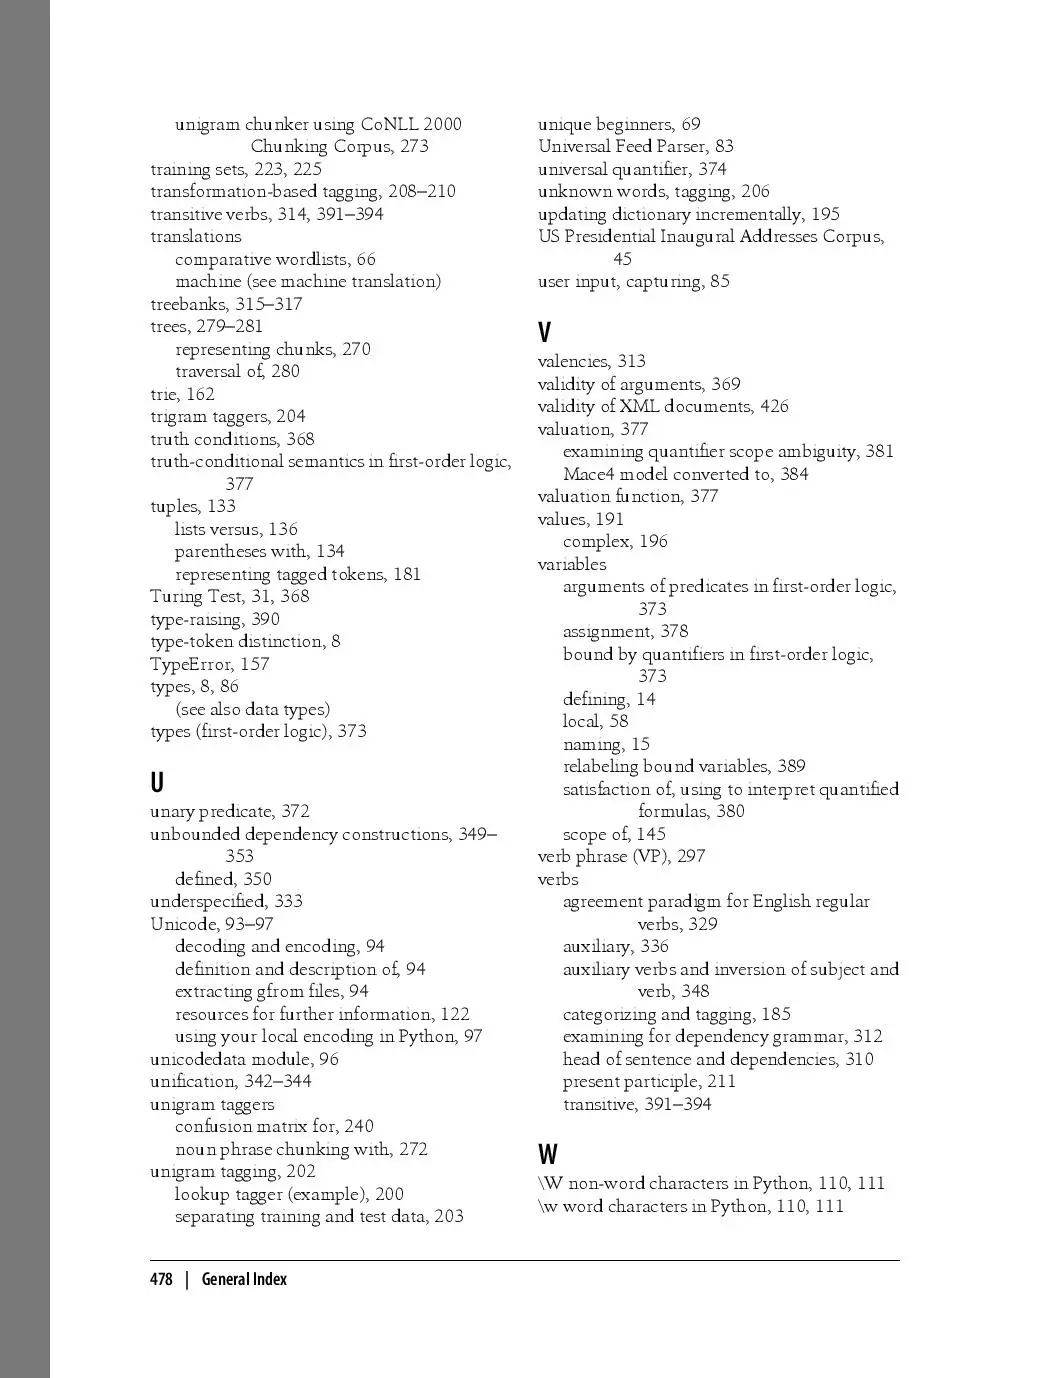 unigram chunker using CoNLL 2000
Chunking Corpus, 273
training sets, 223, 225
transformation-based tagging, 208–210
transitive verbs, 314, 391–394
translations
comparative wordlists, 66
machine (see machine translation)
treebanks, 315–317
trees, 279–281
representing chunks, 270
traversal of, 280
trie, 162
trigram taggers, 204
truth conditions, 368
truth-conditional semantics in first-order logic,
377
tuples, 133
lists versus, 136
parentheses with, 134
representing tagged tokens, 181
Turing Test, 31, 368
type-raising, 390
type-token distinction, 8
TypeError, 157
types, 8, 86
(see also data types)
types (first-order logic), 373
U
unary predicate, 372
unbounded dependency constructions, 349–
353
defined, 350
underspecified, 333
Unicode, 93–97
decoding and encoding, 94
definition and description of, 94
extracting gfrom files, 94
resources for further information, 122
using your local encoding in Python, 97
unicodedata module, 96
unification, 342–344
unigram taggers
confusion matrix for, 240
noun phrase chunking with, 272
unigram tagging, 202
lookup tagger (example), 200
separating training and test data, 203
unique beginners, 69
Universal Feed Parser, 83
universal quantifier, 374
unknown words, tagging, 206
updating dictionary incrementally, 195
US Presidential Inaugural Addresses Corpus,
45
user input, capturing, 85
V
valencies, 313
validity of arguments, 369
validity of XML documents, 426
valuation, 377
examining quantifier scope ambiguity, 381
Mace4 model converted to, 384
valuation function, 377
values, 191
complex, 196
variables
arguments of predicates in first-order logic,
373
assignment, 378
bound by quantifiers in first-order logic,
373
defining, 14
local, 58
naming, 15
relabeling bound variables, 389
satisfaction of, using to interpret quantified
formulas, 380
scope of, 145
verb phrase (VP), 297
verbs
agreement paradigm for English regular
verbs, 329
auxiliary, 336
auxiliary verbs and inversion of subject and
verb, 348
categorizing and tagging, 185
examining for dependency grammar, 312
head of sentence and dependencies, 310
present participle, 211
transitive, 391–394
W
\W non-word characters in Python, 110, 111
\w word characters in Python, 110, 111
478 | General Index